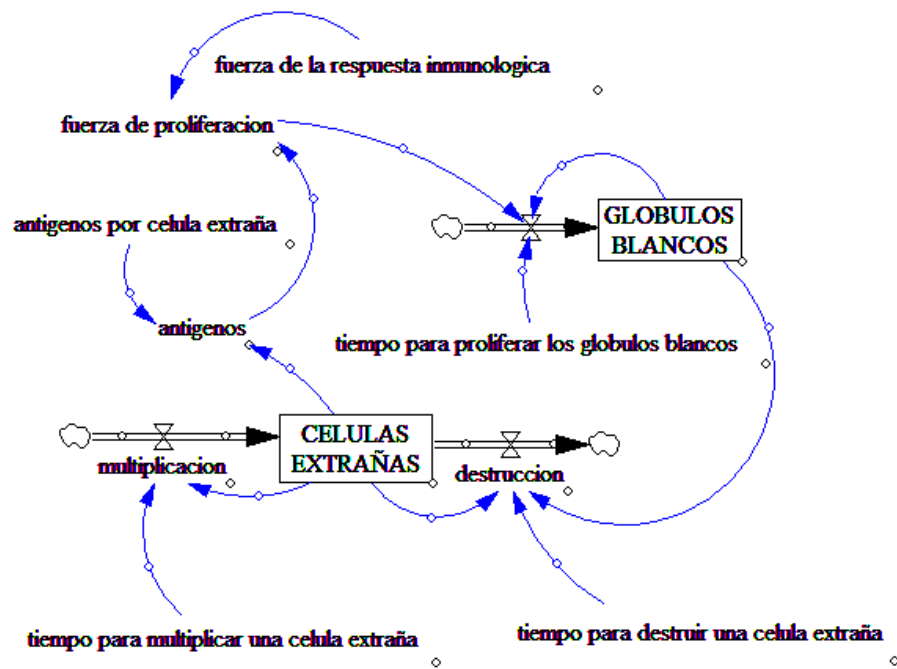 fuerza de la respuesta inmunologica
fuerza de proliferacion
antigenos por celula extraña
GLOBULOS
BLANCOS
antigenos
tiempo para proliferar los globulos blancos
CELULAS
EXTRAÑAS
multiplicacion
destruccion
tiempo para multiplicar una celula extraña
tiempo para destruir una celula extraña